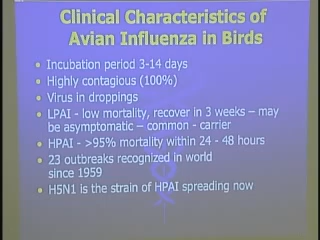 Clinical Characteristics of
Avian Influenza in Birds
• Incubation period 3-14 days
• Highly contagious (100%)
• Virus in droppings
• LPAI - low mortality, recover in 3 weeks – may
be asymptomatic – common - carrier
• HPAI - >95% mortality within 24 - 48 hours
• 23 outbreaks recognized in world
since 1959
• H5N1 is the strain of HPAI spreading now